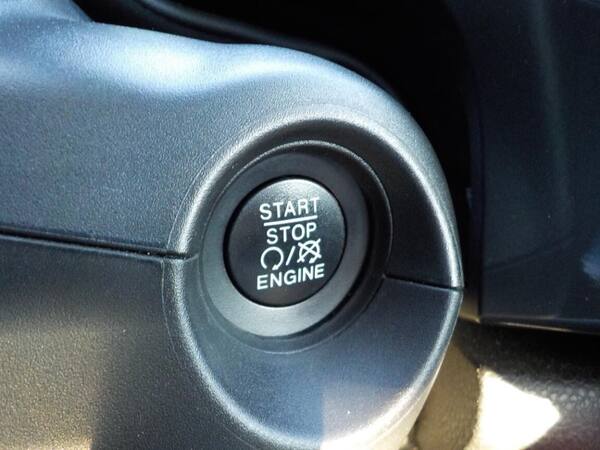 START
STOP
/
ENGINE